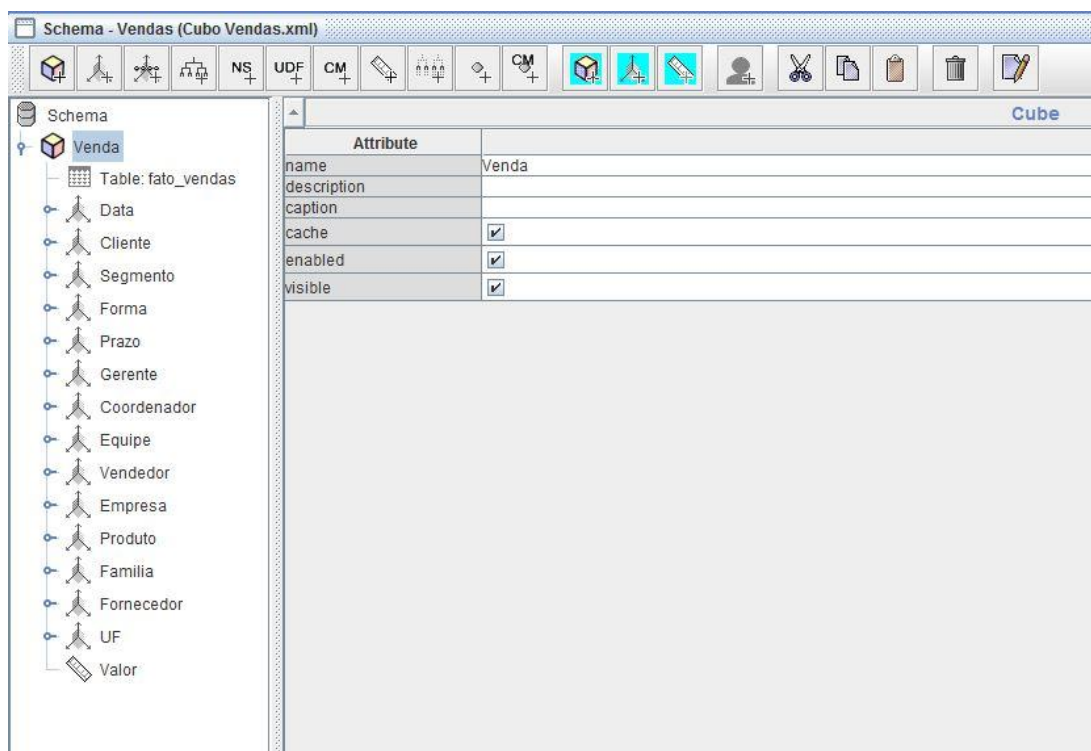 Schema - Vendas (Cubo Vendas.xml)
NS UDF CM CM
Schema
Venda
Table: fato_vendas
Data
Cliente
Segmento
Forma
Prazo
Gerente
Coordenador
Equipe
Vendedor
Empresa
Produto
Familia
Fornecedor
UF
Valor
Cube
Attribute
name Venda
description
caption
cache
enabled
visible